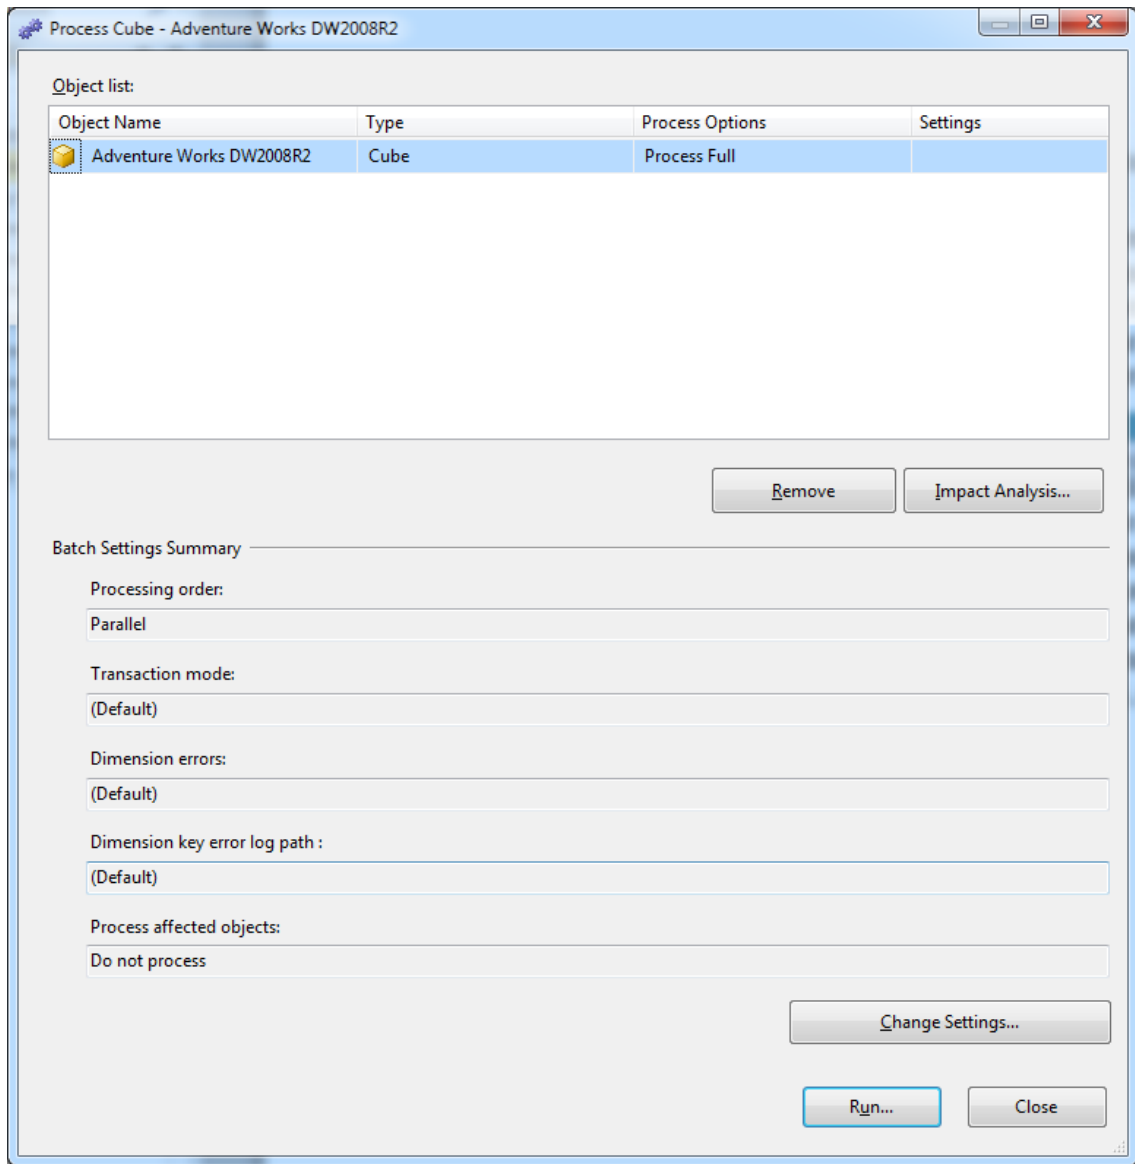 Process Cube - Adventure Works DW2008R2
Object list:
Object Name Type Process Options Settings
Adventure Works DW2008R2 Cube Process Full
Remove Impact Analysis...
Batch Settings Summary
Processing order:
Parallel
Transaction mode:
(Default)
Dimension errors:
(Default)
Dimension key error log path :
(Default)
Process affected objects:
Do not process
Change Settings...
Run... Close